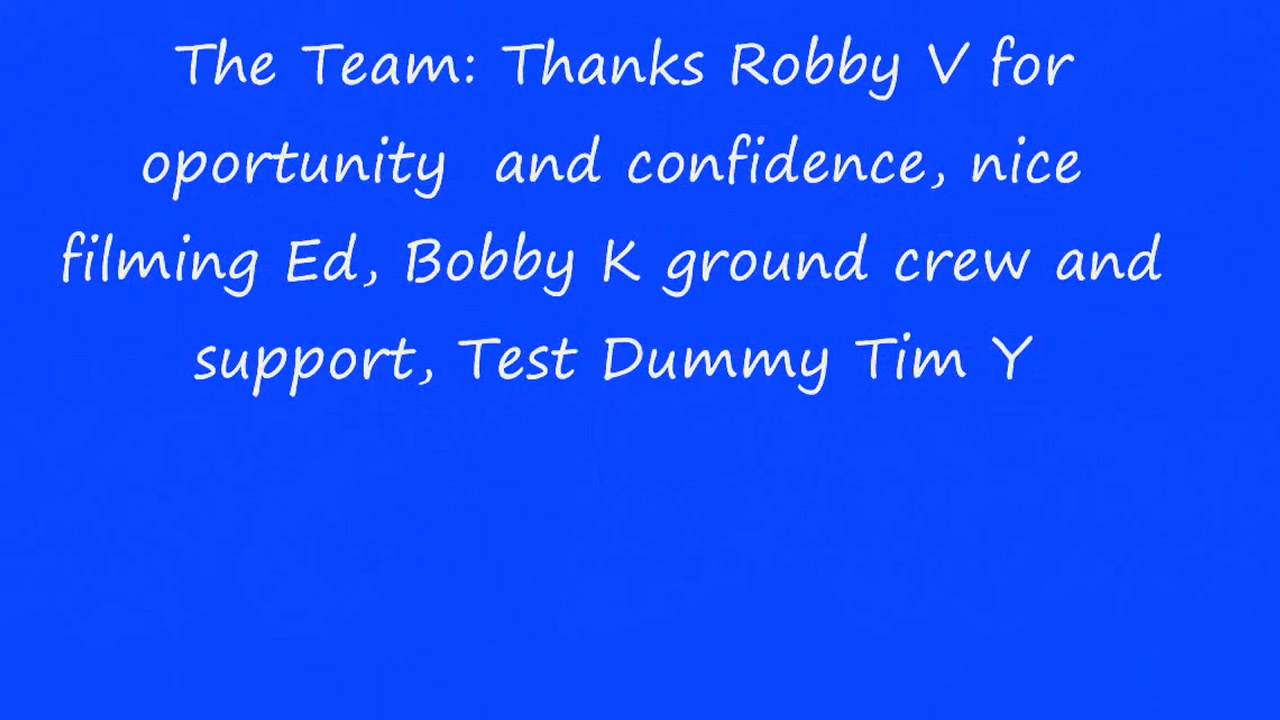 The Team: Thanks Robby V for
oportunity and confidence, nice
filming Ed, Bobby K ground crew and
support, Test Dummy Tim Y